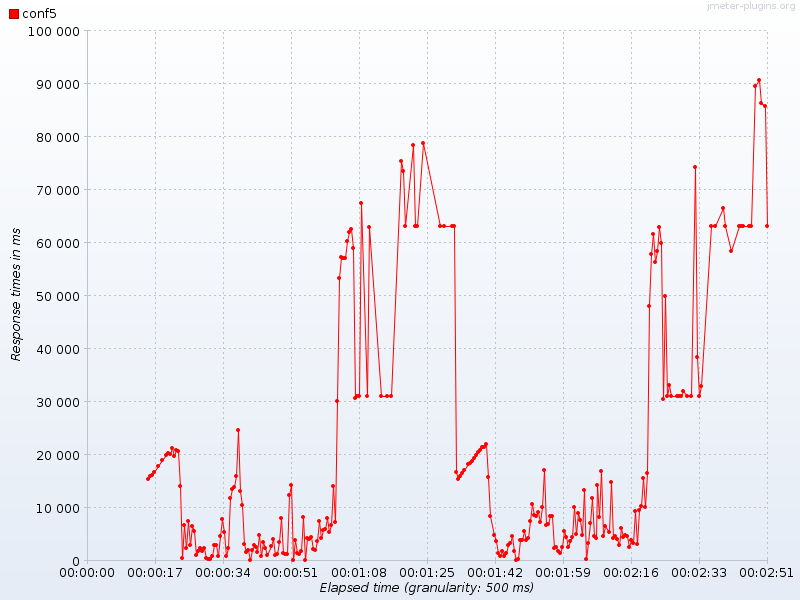 jmeter-plugins.org
conf5
100 000
90 000
80 000
70 000
60 000
50 000
40 000
30 000
20 000
10 000
0
Response times in ms
00:00:00 00:00:17 00:00:34 00:00:51 00:01:08 00:01:25 00:01:42 00:01:59 00:02:16 00:02:33 00:02:51
Elapsed time (granularity: 500 ms)